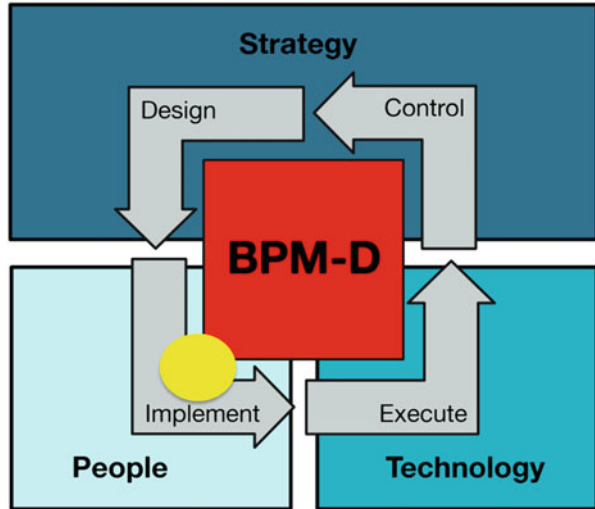 Strategy
Design
Control
BPM-D
Implement
Execute
People
Technology